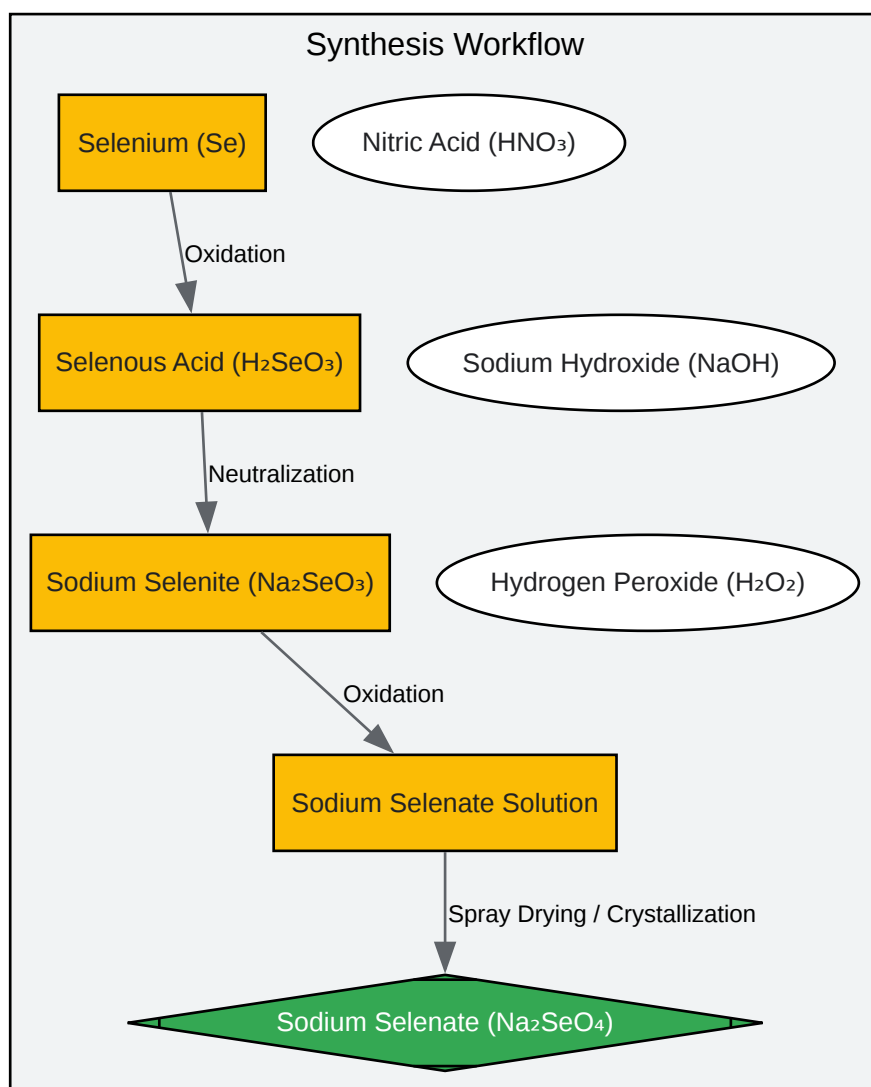 Synthesis Workflow
Selenium (Se)
Nitric Acid (HNO₃)
Oxidation
Selenous Acid (H₂SeO₃)
Sodium Hydroxide (NaOH)
Neutralization
Sodium Selenite (Na₂SeO₃)
Hydrogen Peroxide (H₂O₂)
Oxidation
Sodium Selenate Solution
Spray Drying / Crystallization
Sodium Selenate (Na₂SeO₄)